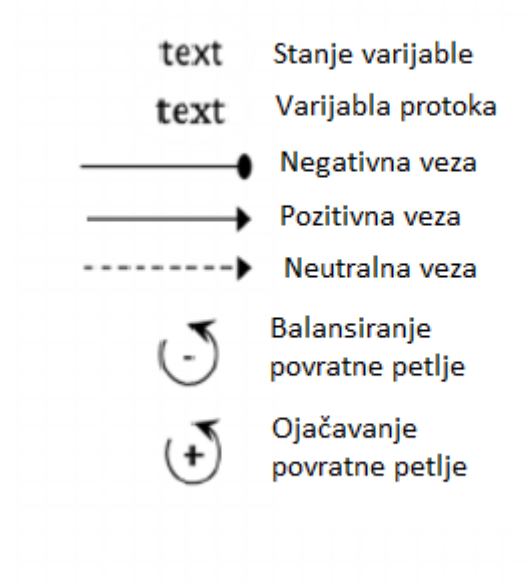 text Stanje varijable
text Varijabla protoka
Negativna veza
Pozitivna veza
Neutralna veza
- Balansiranje
povratne petlje
+ Ojačavanje
povratne petlje